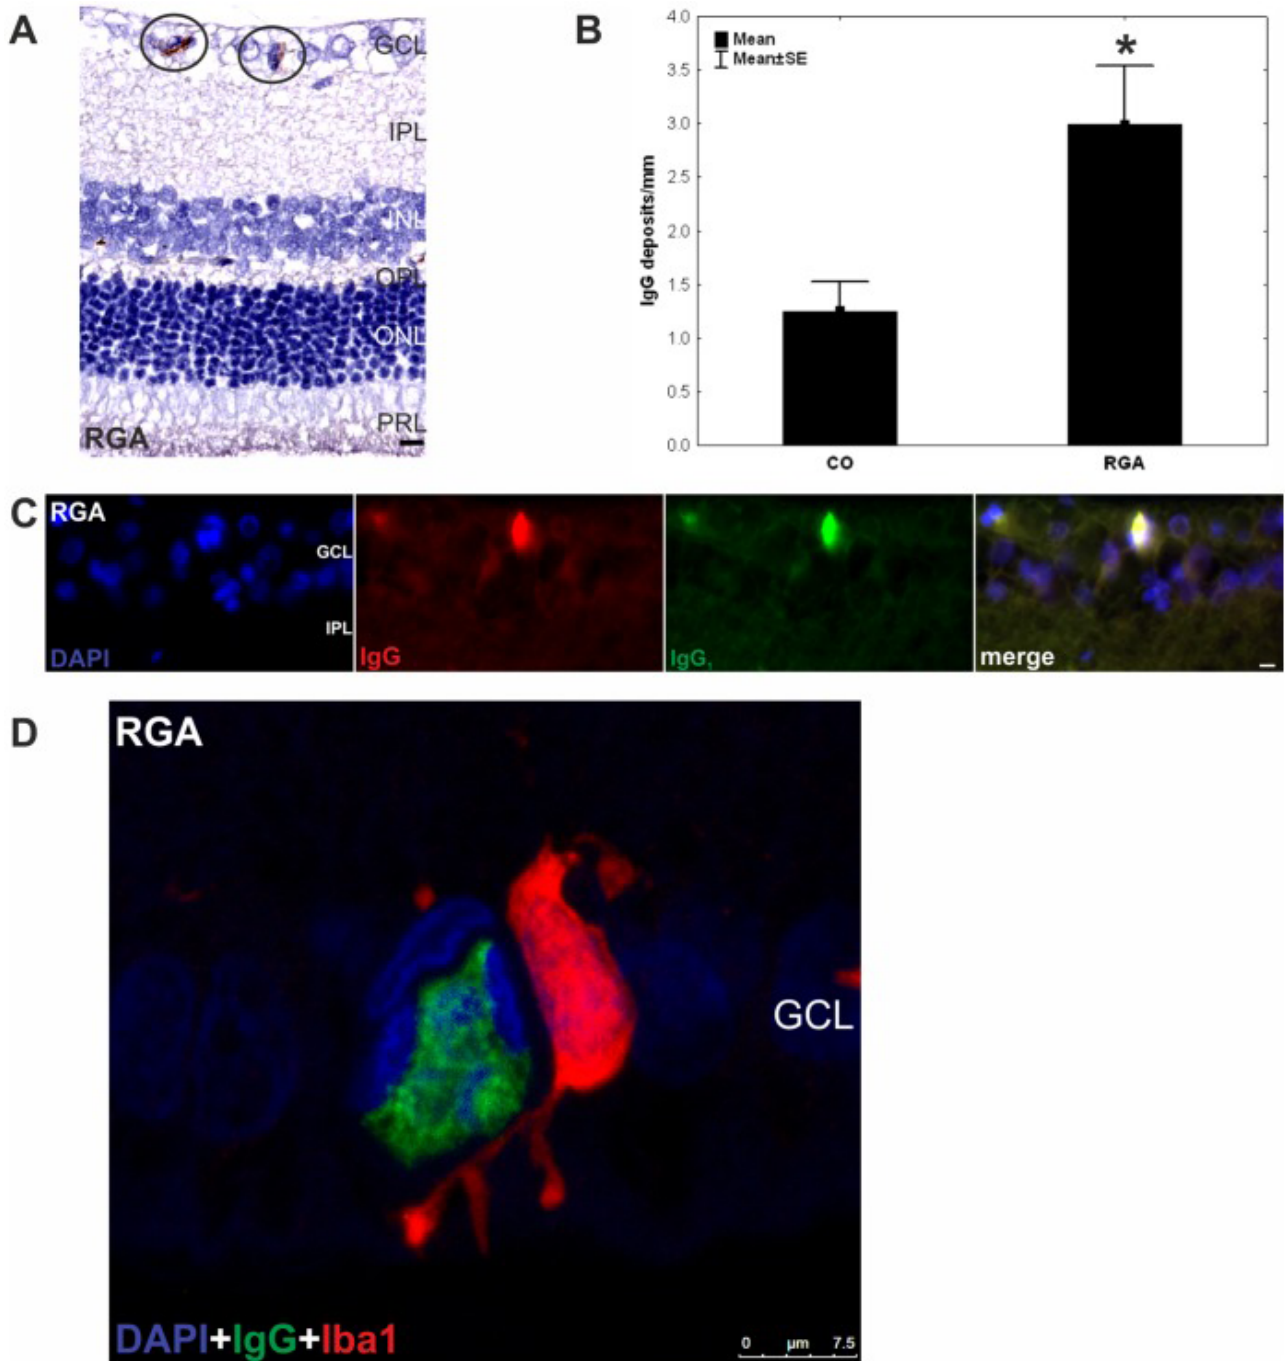 A
GCL
IPL
INL
OPL
ONL
PRL
RGA
B
4.0
3.5
3.0
2.5
2.0
1.5
1.0
0.5
0.0
IgG deposits/mm
Mean
Mean±SE
*
CO
RGA
C
RGA
GCL
IPL
DAPI
IgG
IgG₁
merge
D
RGA
GCL
DAPI+IgG+Iba1
0 µm 7.5